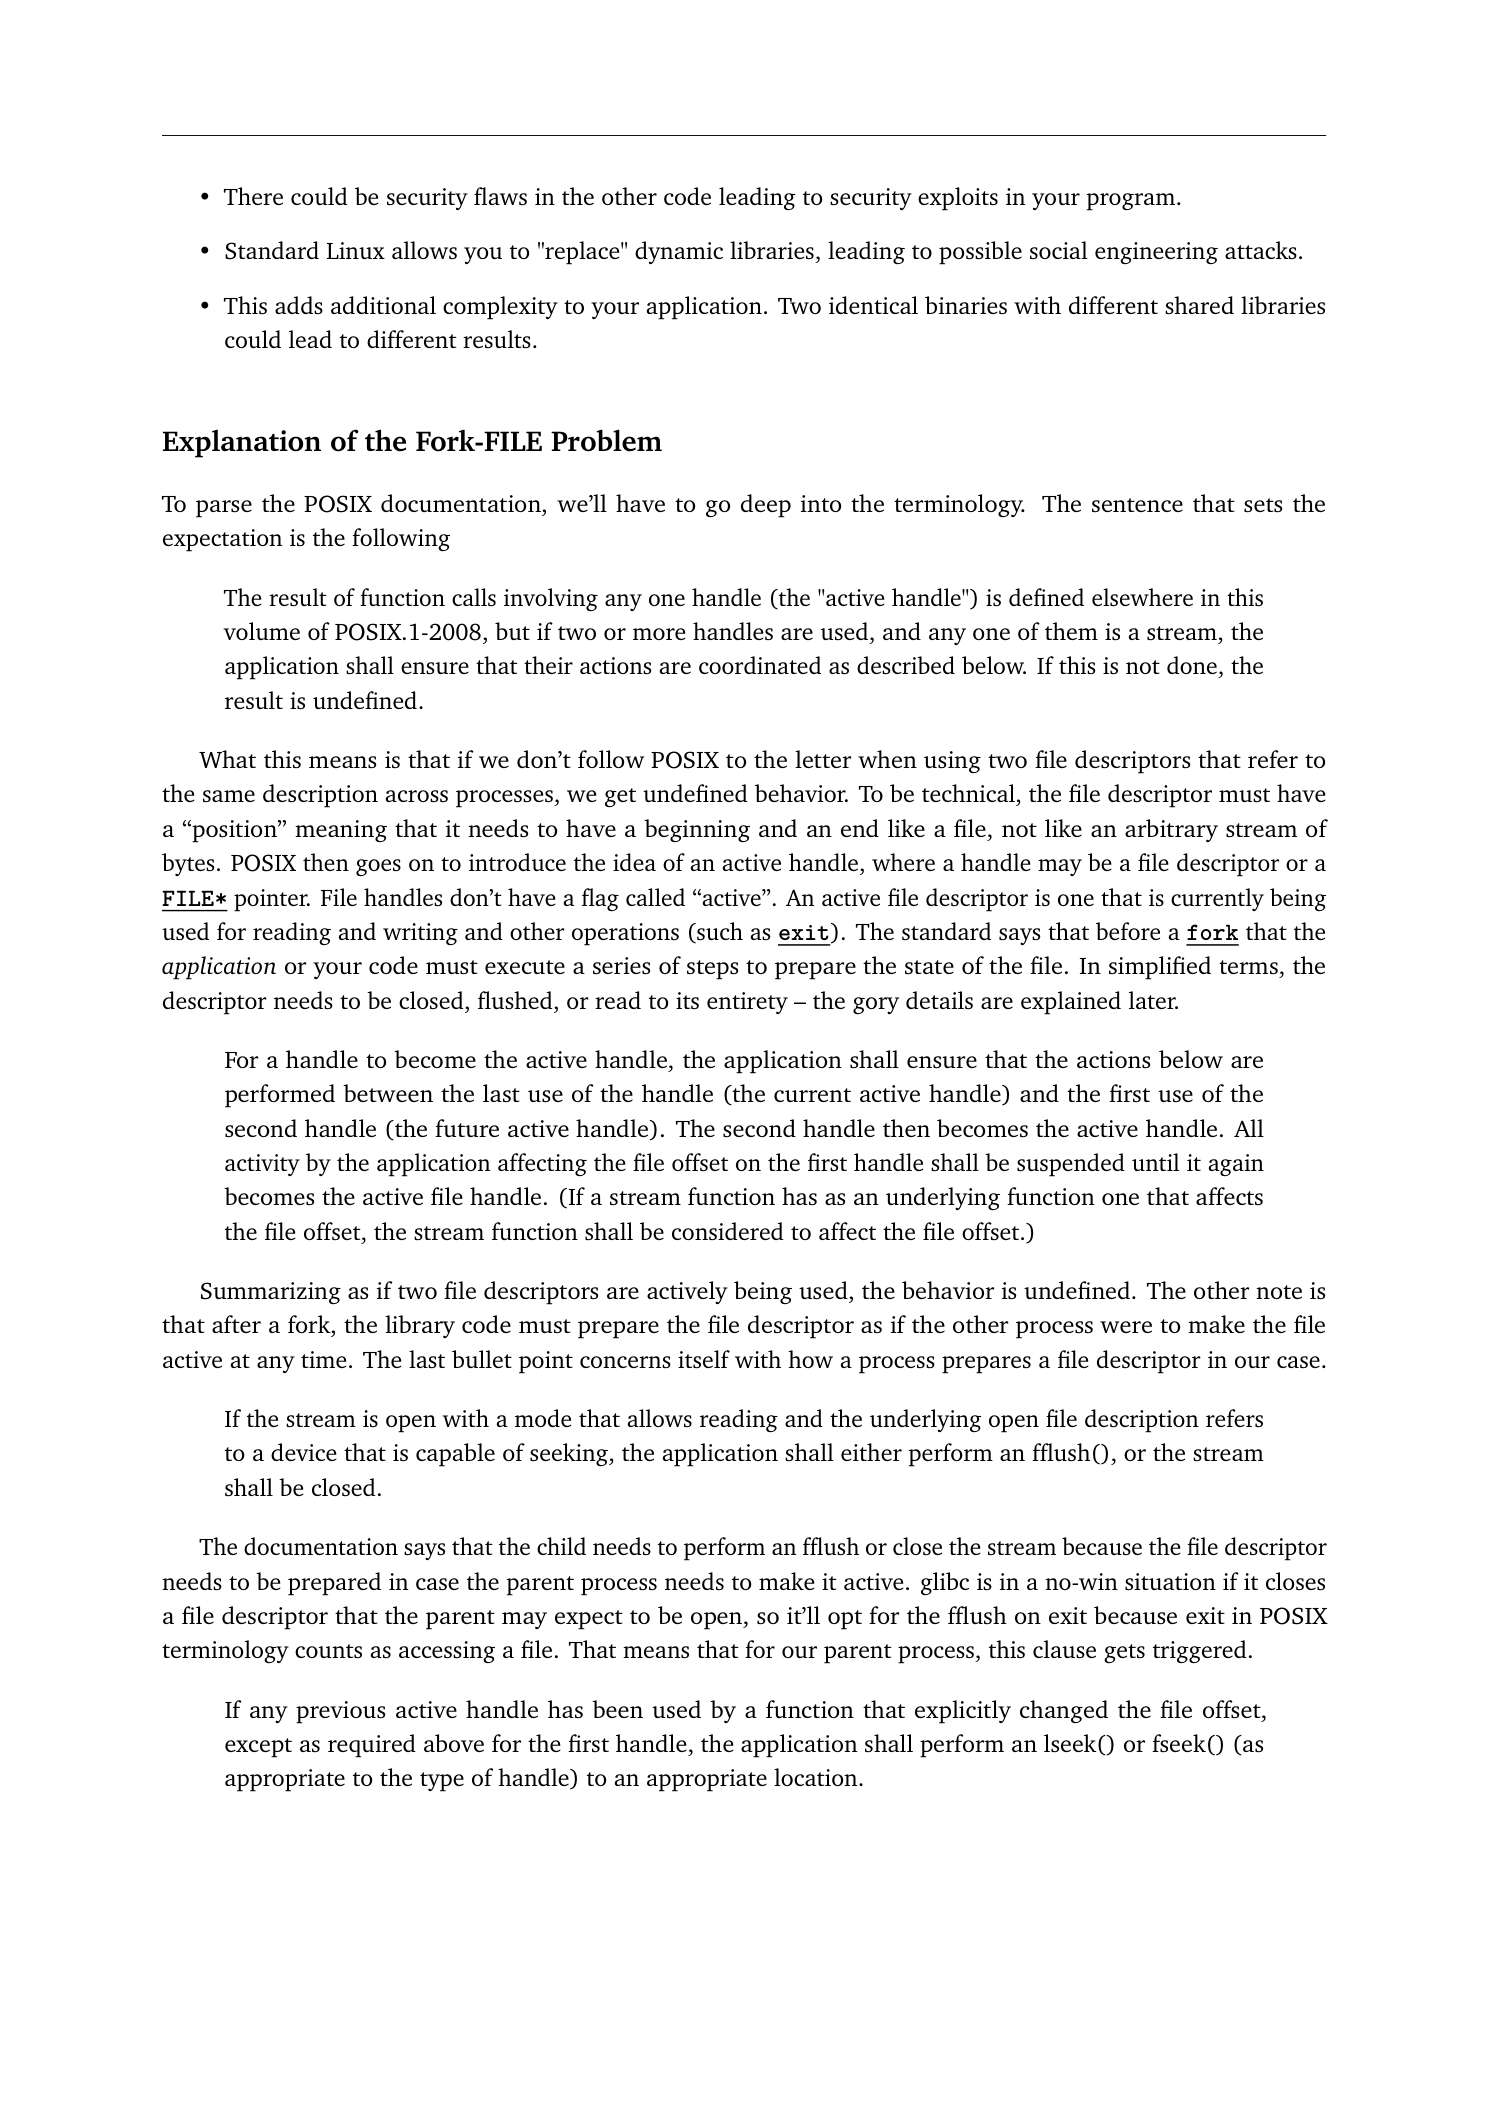 • There could be security flaws in the other code leading to security exploits in your program.
• Standard Linux allows you to "replace" dynamic libraries, leading to possible social engineering attacks.
• This adds additional complexity to your application. Two identical binaries with different shared libraries
could lead to different results.
Explanation of the Fork-FILE Problem
To parse the POSIX documentation, we’ll have to go deep into the terminology. The sentence that sets the
expectation is the following
The result of function calls involving any one handle (the "active handle") is defined elsewhere in this
volume of POSIX.1-2008, but if two or more handles are used, and any one of them is a stream, the
application shall ensure that their actions are coordinated as described below. If this is not done, the
result is undefined.
What this means is that if we don’t follow POSIX to the letter when using two file descriptors that refer to
the same description across processes, we get undefined behavior. To be technical, the file descriptor must have
a “position” meaning that it needs to have a beginning and an end like a file, not like an arbitrary stream of
bytes. POSIX then goes on to introduce the idea of an active handle, where a handle may be a file descriptor or a
FILE* pointer. File handles don’t have a flag called “active”. An active file descriptor is one that is currently being
used for reading and writing and other operations (such as exit). The standard says that before a fork that the
application or your code must execute a series of steps to prepare the state of the file. In simplified terms, the
descriptor needs to be closed, flushed, or read to its entirety – the gory details are explained later.
For a handle to become the active handle, the application shall ensure that the actions below are
performed between the last use of the handle (the current active handle) and the first use of the
second handle (the future active handle). The second handle then becomes the active handle. All
activity by the application affecting the file offset on the first handle shall be suspended until it again
becomes the active file handle. (If a stream function has as an underlying function one that affects
the file offset, the stream function shall be considered to affect the file offset.)
Summarizing as if two file descriptors are actively being used, the behavior is undefined. The other note is
that after a fork, the library code must prepare the file descriptor as if the other process were to make the file
active at any time. The last bullet point concerns itself with how a process prepares a file descriptor in our case.
If the stream is open with a mode that allows reading and the underlying open file description refers
to a device that is capable of seeking, the application shall either perform an fflush(), or the stream
shall be closed.
The documentation says that the child needs to perform an fflush or close the stream because the file descriptor
needs to be prepared in case the parent process needs to make it active. glibc is in a no-win situation if it closes
a file descriptor that the parent may expect to be open, so it’ll opt for the fflush on exit because exit in POSIX
terminology counts as accessing a file. That means that for our parent process, this clause gets triggered.
If any previous active handle has been used by a function that explicitly changed the file offset,
except as required above for the first handle, the application shall perform an lseek() or fseek() (as
appropriate to the type of handle) to an appropriate location.